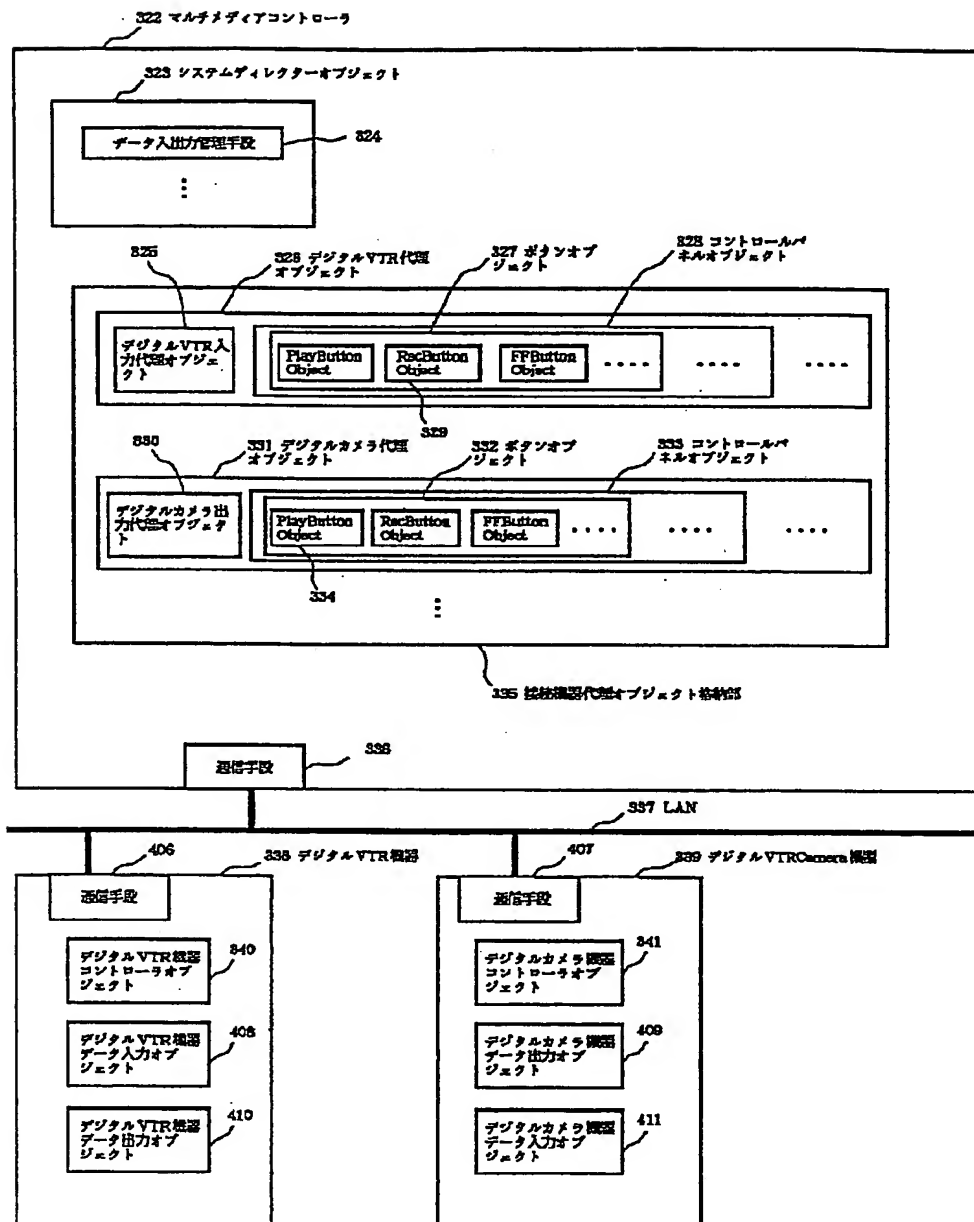 322 マルチメディアコントローラ
323 システムディレクターオブジェクト
データ入出力管理手段
324
325
326 デジタルVTR代理
オブジェクト
327 ボタンオブ
ジェクト
328 コントロールパ
ネルオブジェクト
デジタルVTR入
力代理オブジェ
クト
PlayButton
Object
RecButton
Object
FFButton
Object
329
330
331 デジタルカメラ代理
オブジェクト
332 ボタンオブ
ジェクト
333 コントロールパ
ネルオブジェクト
デジタルカメラ出
力代理オブジェク
ト
PlayButton
Object
RecButton
Object
FFButton
Object
334
335 接続機器代理オブジェクト格納部
通信手段
336
337 LAN
406
338 デジタルVTR機器
407
339 デジタルVTRCamera機器
通信手段
通信手段
デジタルVTR機器
コントローラオブ
ジェクト
340
デジタルカメラ機器
コントローラオブ
ジェクト
341
デジタルVTR機器
データ入力オブ
ジェクト
408
デジタルカメラ機器
データ出力オブ
ジェクト
409
デジタルVTR機器
データ出力オブ
ジェクト
410
デジタルカメラ機器
データ入力オブ
ジェクト
411